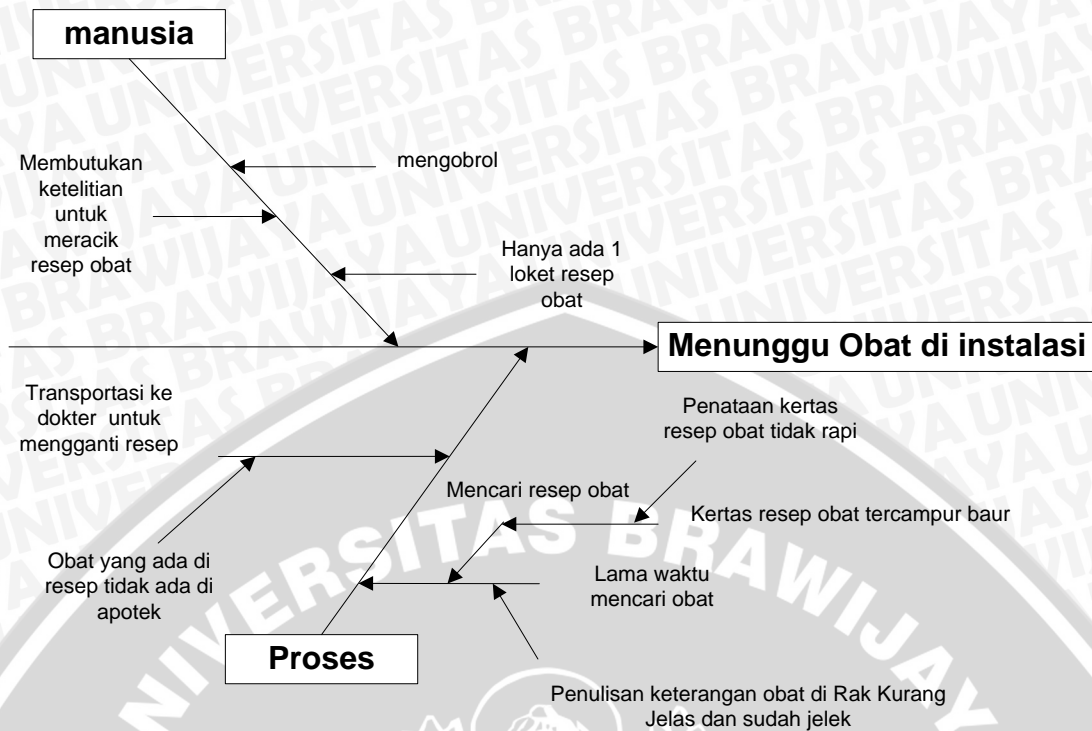 manusia
Membutukan
ketelitian
untuk
meracik
resep obat
mengobrol
Hanya ada 1
loket resep
obat
Menunggu Obat di instalasi
Transportasi ke
dokter untuk
mengganti resep
Penataan kertas
resep obat tidak rapi
Mencari resep obat
Kertas resep obat tercampur baur
Obat yang ada di
resep tidak ada di
apotek
Lama waktu
mencari obat
Proses
Penulisan keterangan obat di Rak Kurang
Jelas dan sudah jelek
UNIVERSITAS BRAWIJAYA